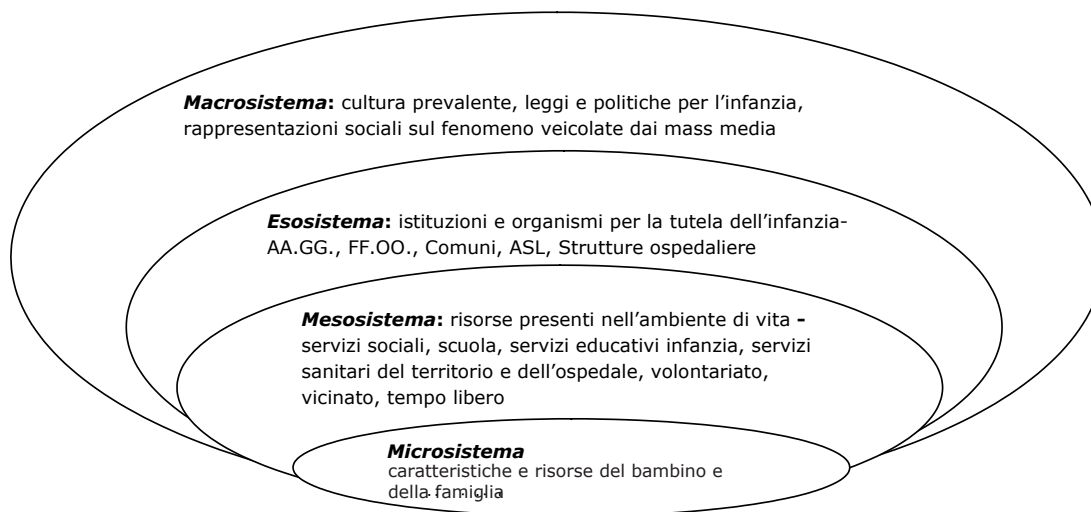 Macrosistema: cultura prevalente, leggi e politiche per l’infanzia,
rappresentazioni sociali sul fenomeno veicolate dai mass media
Esosistema: istituzioni e organismi per la tutela dell’infanzia-
AA.GG., FF.OO., Comuni, ASL, Strutture ospedaliere
Mesosistema: risorse presenti nell’ambiente di vita -
servizi sociali, scuola, servizi educativi infanzia, servizi
sanitari del territorio e dell’ospedale, volontariato,
vicinato, tempo libero
Microsistema
caratteristiche e risorse del bambino e
della famiglia